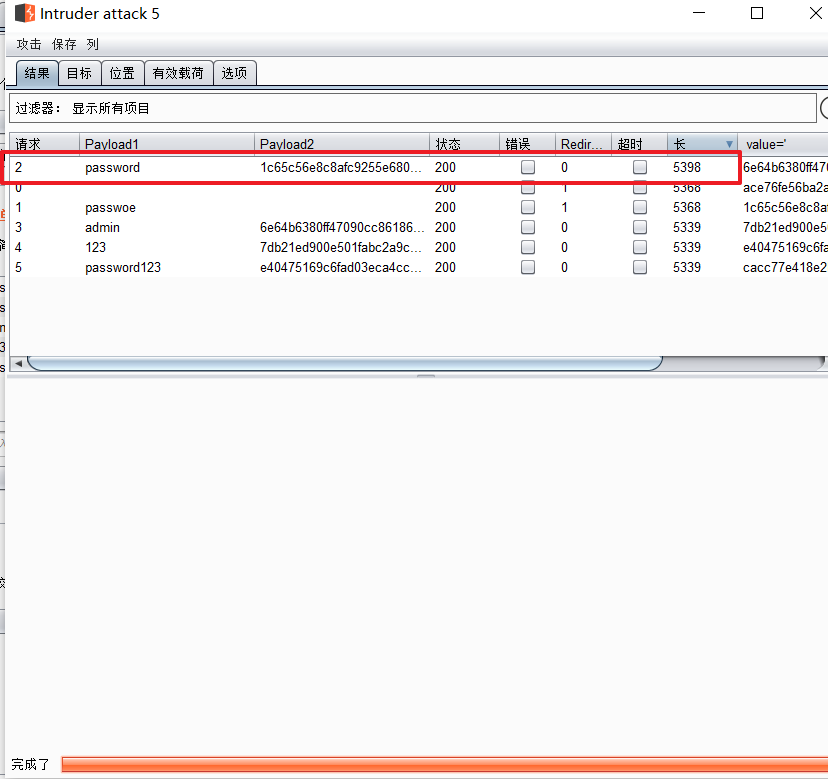 Intruder attack 5
攻击 保存 列
结果 目标 位置 有效载荷 选项
过滤器： 显示所有项目
请求 Payload1 Payload2 状态 错误 Redir... 超时 长 value='
2 password 1c65c56e8c8afc9255e680... 200 0 5398 6e64b6380ff470
0 200 1 5368 ace76fe56ba2a
1 passwoe 200 1 5368 1c65c56e8c8af
3 admin 6e64b6380ff47090cc86186... 200 0 5339 7db21ed900e5
4 123 7db21ed900e501fabc2a9c... 200 0 5339 e40475169c6fa
5 password123 e40475169c6fad03eca4cc... 200 0 5339 cacc77e418e2
完成了